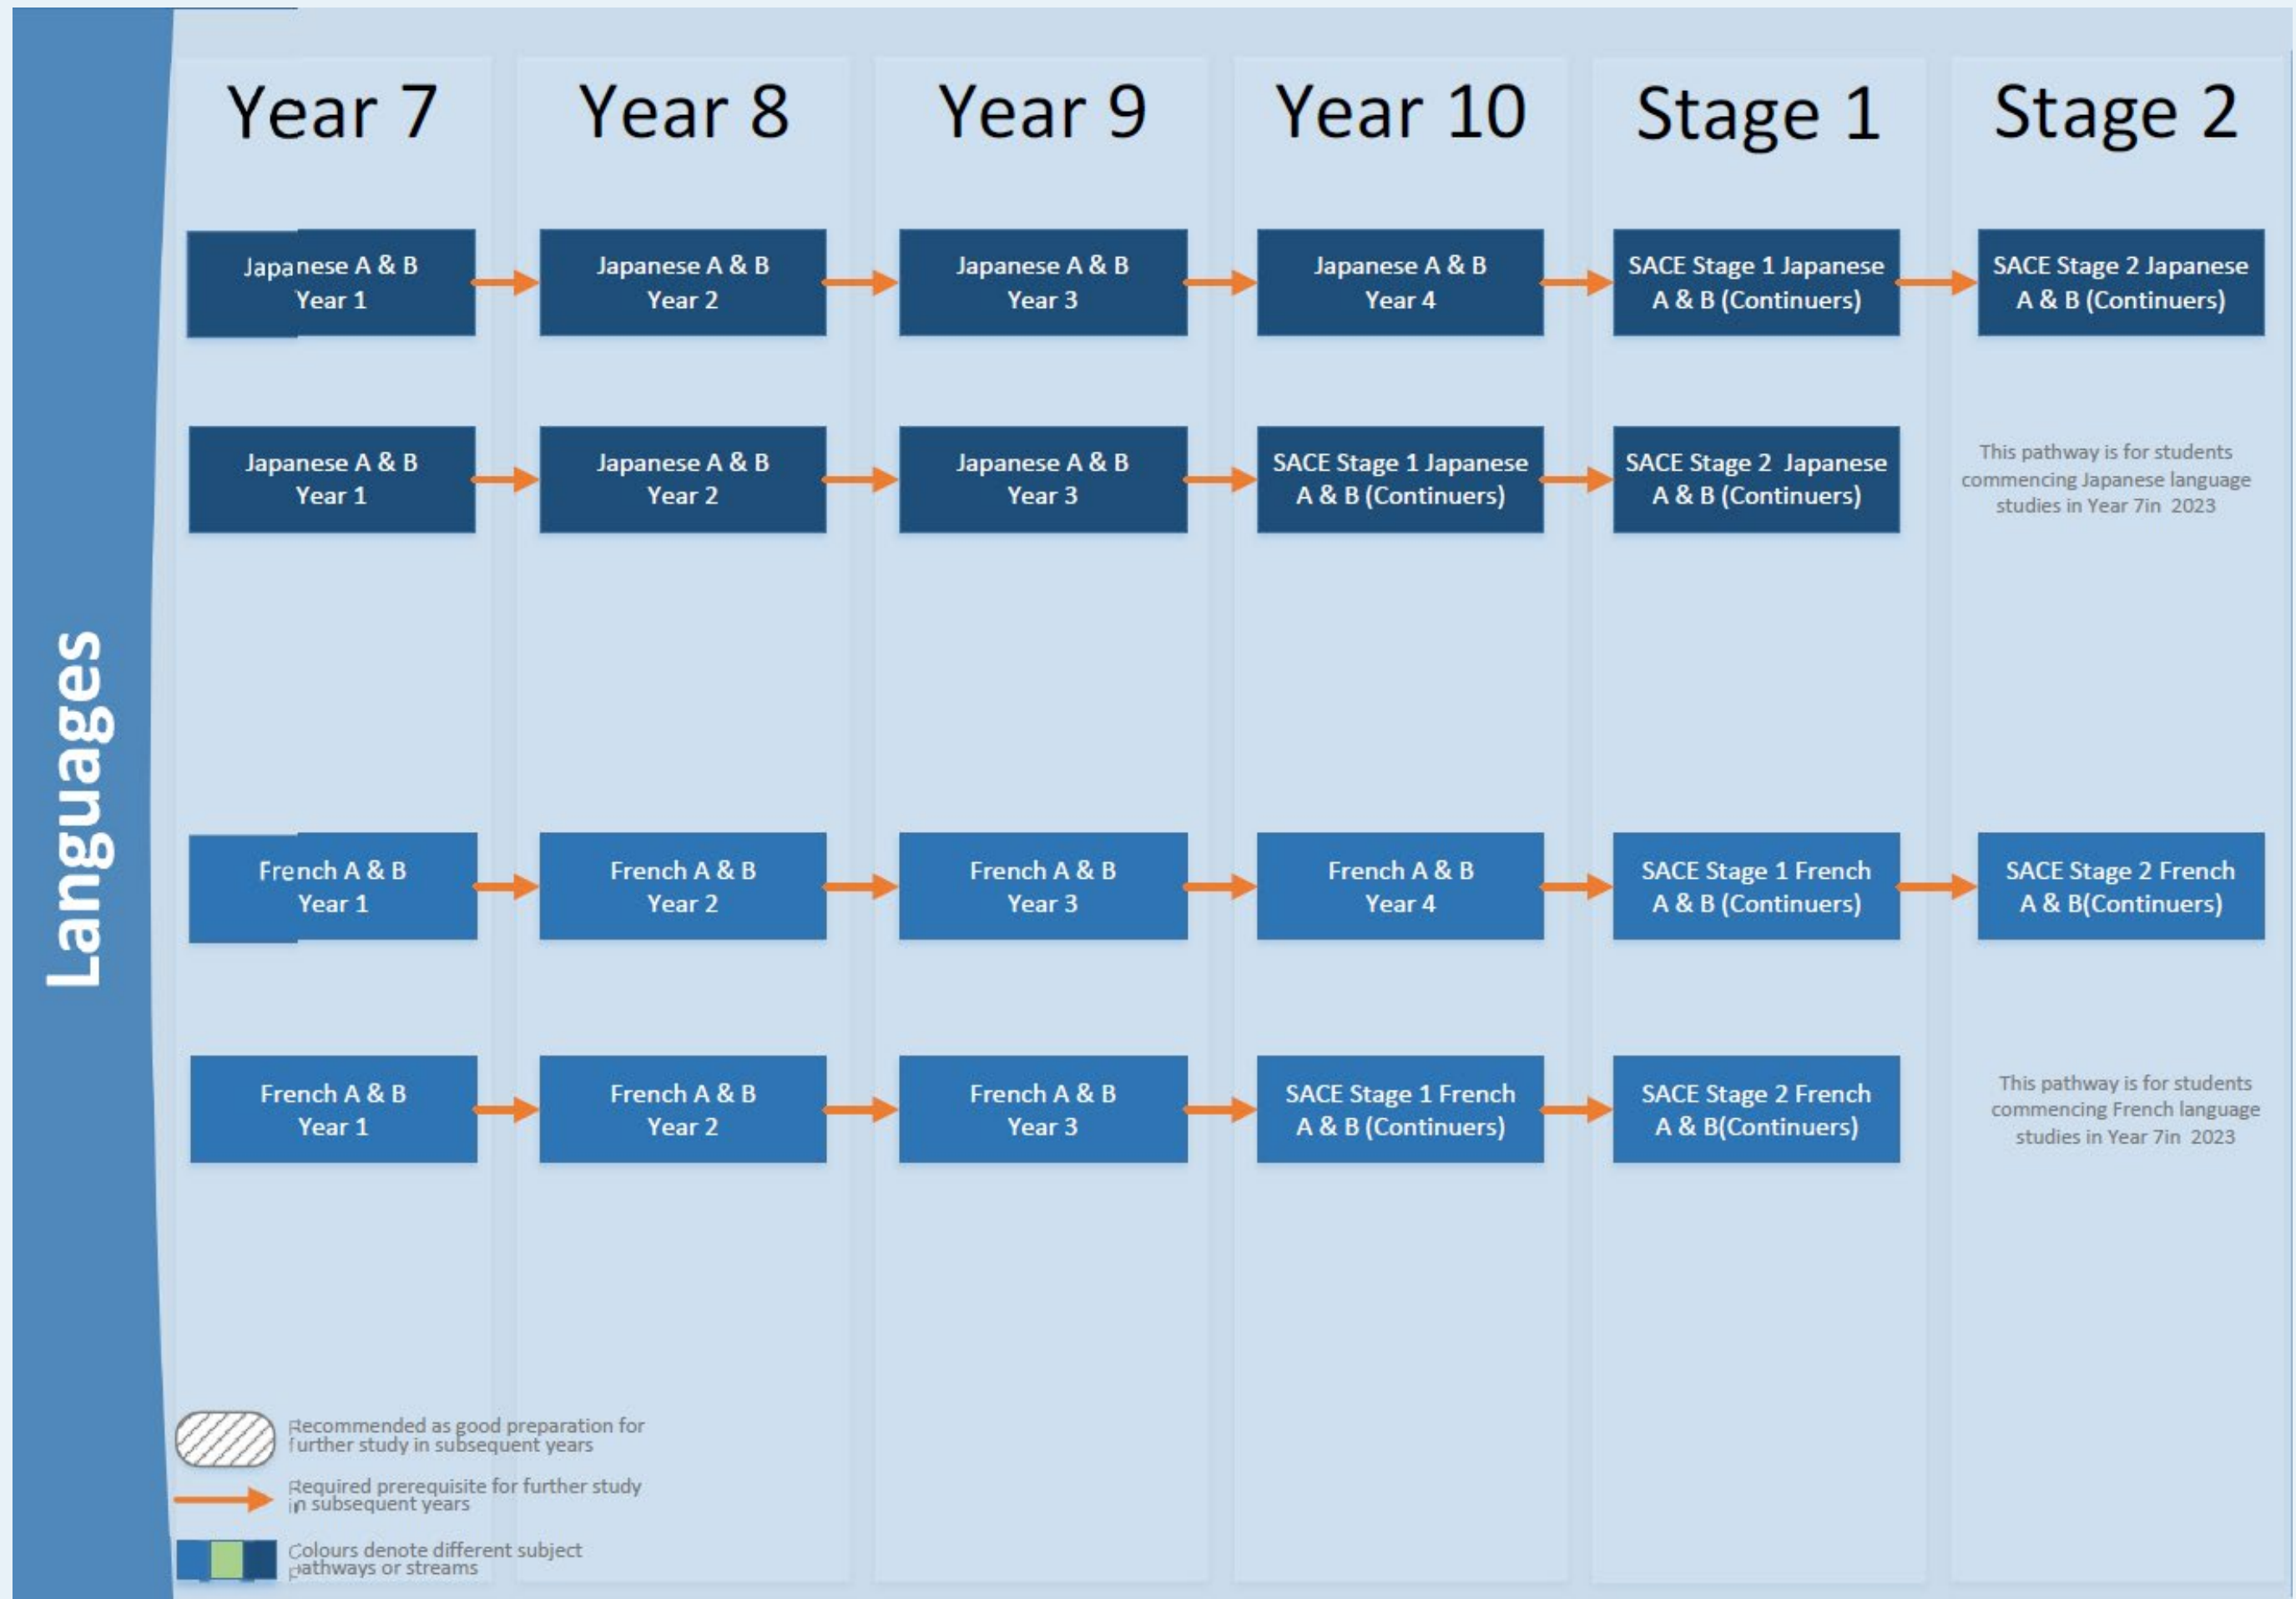 Languages
Year 7
Year 8
Year 9
Year 10
Stage 1
Stage 2
Japanese A & B
Year 1
Japanese A & B
Year 2
Japanese A & B
Year 3
Japanese A & B
Year 4
SACE Stage 1 Japanese
A & B (Continuers)
SACE Stage 2 Japanese
A & B (Continuers)
Japanese A & B
Year 1
Japanese A & B
Year 2
Japanese A & B
Year 3
SACE Stage 1 Japanese
A & B (Continuers)
SACE Stage 2 Japanese
A & B (Continuers)
This pathway is for students
commencing Japanese language
studies in Year 7in 2023
French A & B
Year 1
French A & B
Year 2
French A & B
Year 3
French A & B
Year 4
SACE Stage 1 French
A & B (Continuers)
SACE Stage 2 French
A & B(Continuers)
French A & B
Year 1
French A & B
Year 2
French A & B
Year 3
SACE Stage 1 French
A & B (Continuers)
SACE Stage 2 French
A & B(Continuers)
This pathway is for students
commencing French language
studies in Year 7in 2023
Recommended as good preparation for
further study in subsequent years
Required prerequisite for further study
in subsequent years
Colours denote different subject
pathways or streams